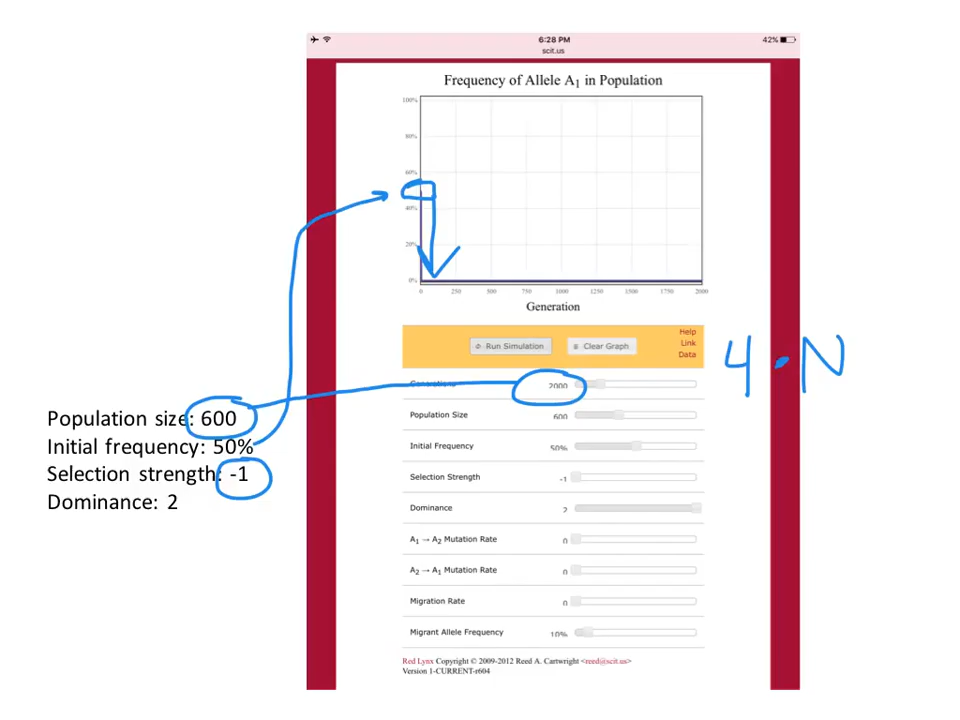 6:28 PM
42%
scit.us
Frequency of Allele A1 in Population
100%
80%
60%
40%
20%
0%
0 250 500 750 1000 1250 1500 1750 2000
Generation
Run Simulation
Clear Graph
Help
Link
Data
4 · N
Generations 2000
Population Size 600
Initial Frequency 50%
Selection Strength -1
Dominance 2
A1 → A2 Mutation Rate 0
A2 → A1 Mutation Rate 0
Migration Rate 0
Migrant Allele Frequency 10%
Red Lynx Copyright © 2009-2012 Reed A. Cartwright <reed@scit.us>
Version 1-CURRENT-r604
Population size: 600
Initial frequency: 50%
Selection strength: -1
Dominance: 2